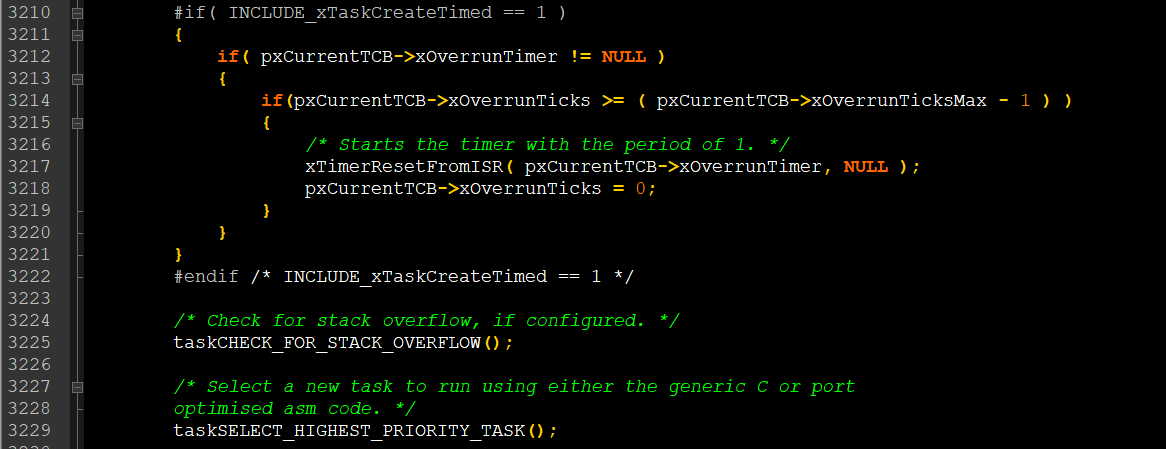 3210 #if( INCLUDE_xTaskCreateTimed == 1 )
3211 {
3212 if( pxCurrentTCB->xOverrunTimer != NULL )
3213 {
3214 if(pxCurrentTCB->xOverrunTicks >= ( pxCurrentTCB->xOverrunTicksMax - 1 ) )
3215 {
3216 /* Starts the timer with the period of 1. */
3217 xTimerResetFromISR( pxCurrentTCB->xOverrunTimer, NULL );
3218 pxCurrentTCB->xOverrunTicks = 0;
3219 }
3220 }
3221 }
3222 #endif /* INCLUDE_xTaskCreateTimed == 1 */
3223
3224 /* Check for stack overflow, if configured. */
3225 taskCHECK_FOR_STACK_OVERFLOW();
3226
3227 /* Select a new task to run using either the generic C or port
3228 optimised asm code. */
3229 taskSELECT_HIGHEST_PRIORITY_TASK();